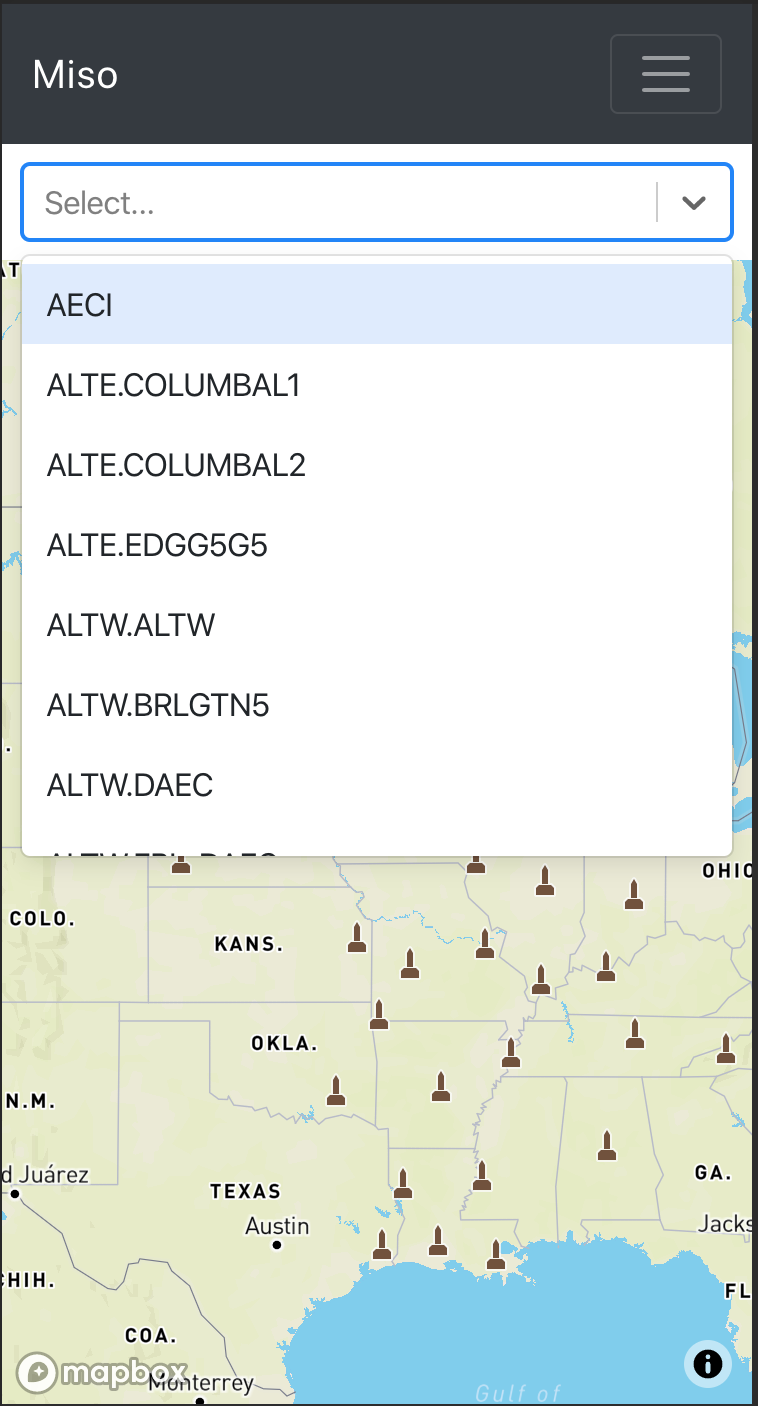 Miso
Select...
AECI
ALTE.COLUMBAL1
ALTE.COLUMBAL2
ALTE.EDGG5G5
ALTW.ALTW
ALTW.BRLGTN5
ALTW.DAEC
OHIO
COLO.
KANS.
OKLA.
N.M.
d Juárez
TEXAS
GA.
Austin
Jacks
CHIH.
FL
COA.
mapbox
Monterrey
Gulf of